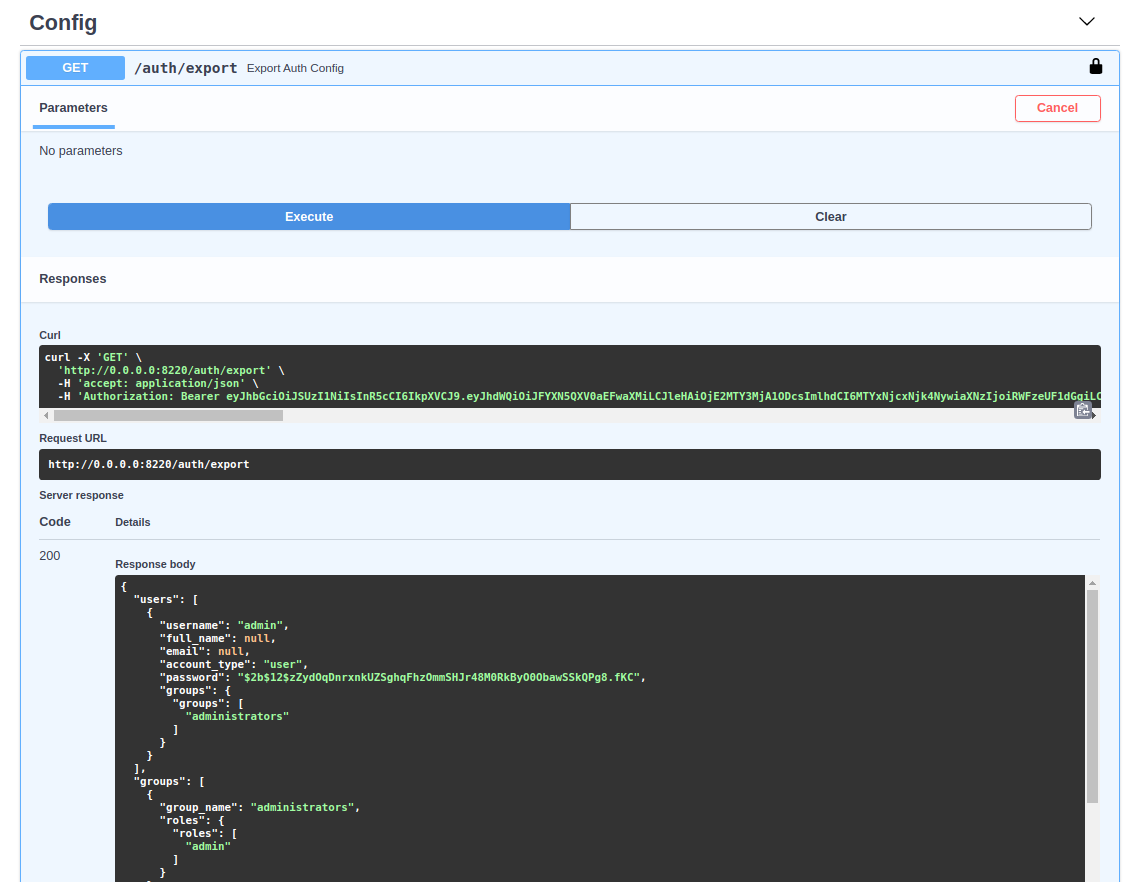 Config
GET /auth/export Export Auth Config
Parameters
Cancel
No parameters
Execute
Clear
Responses
Curl
curl -X 'GET' \
'http://0.0.0.0:8220/auth/export' \
-H 'accept: application/json' \
-H 'Authorization: Bearer eyJhbGciOiJSUzI1NiIsInR5cCI6IkpXVCJ9.eyJhdWQiOiJFYXN5QXV0aEFwaXMiLCJleHAiOjE2MTY3MjA1ODcsImlhdCI6MTYxNjcxNjk4NywiaXNzIjoiRWFzeUF1dGgiLC
Request URL
http://0.0.0.0:8220/auth/export
Server response
Code Details
200
Response body
{
"users": [
{
"username": "admin",
"full_name": null,
"email": null,
"account_type": "user",
"password": "$2b$12$zZydOqDnrxnkUZSghqFhzOmmSHJr48M0RkByO0ObawSSkQPg8.fKC",
"groups": {
"groups": [
"administrators"
]
}
}
],
"groups": [
{
"group_name": "administrators",
"roles": {
"roles": [
"admin"
]
}